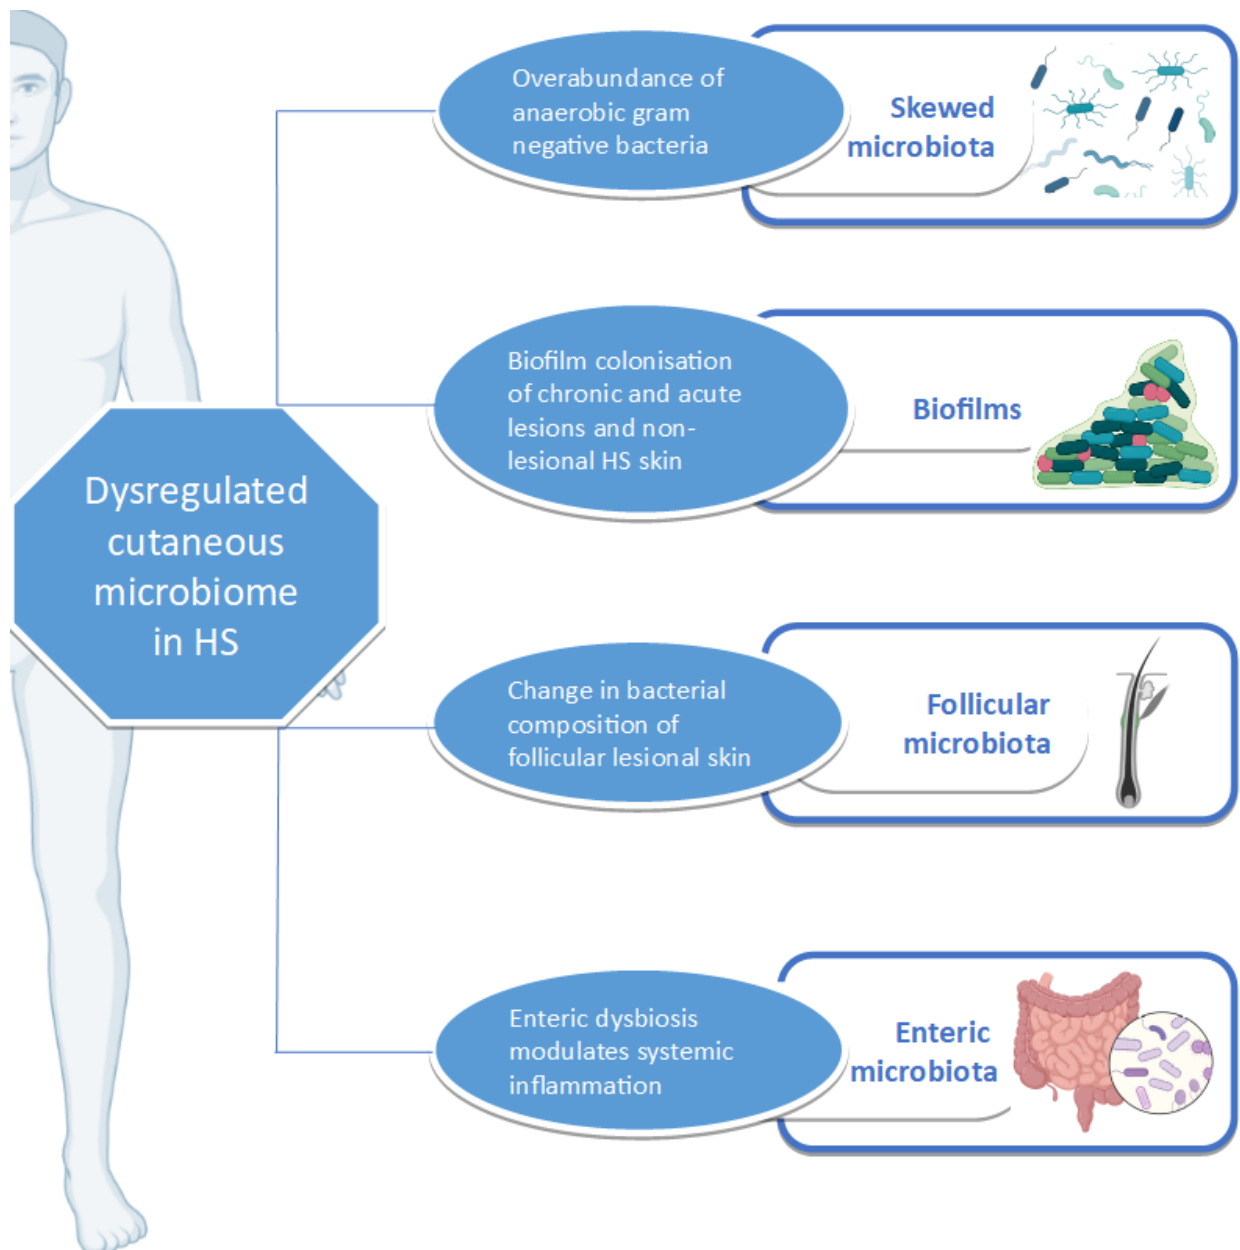 Overabundance of
anaerobic gram
negative bacteria
Skewed
microbiota
Biofilm colonisation
of chronic and acute
lesions and non-
lesional HS skin
Biofilms
Dysregulated
cutaneous
microbiome
in HS
Change in bacterial
composition of
follicular lesional skin
Follicular
microbiota
Enteric dysbiosis
modulates systemic
inflammation
Enteric
microbiota